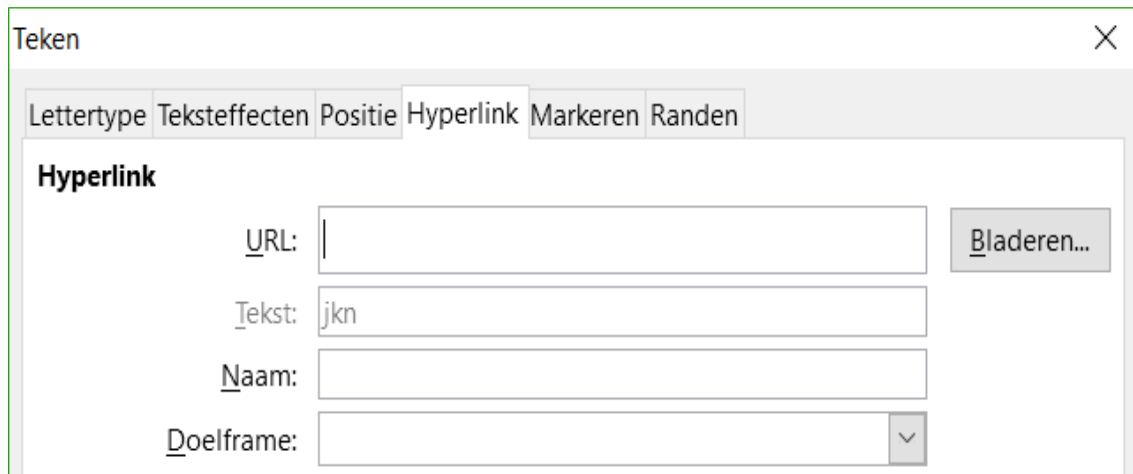 Teken
Lettertype Teksteffecten Positie Hyperlink Markeren Randen
Hyperlink
URL: Bladeren...
Tekst: jkn
Naam:
Doelframe: